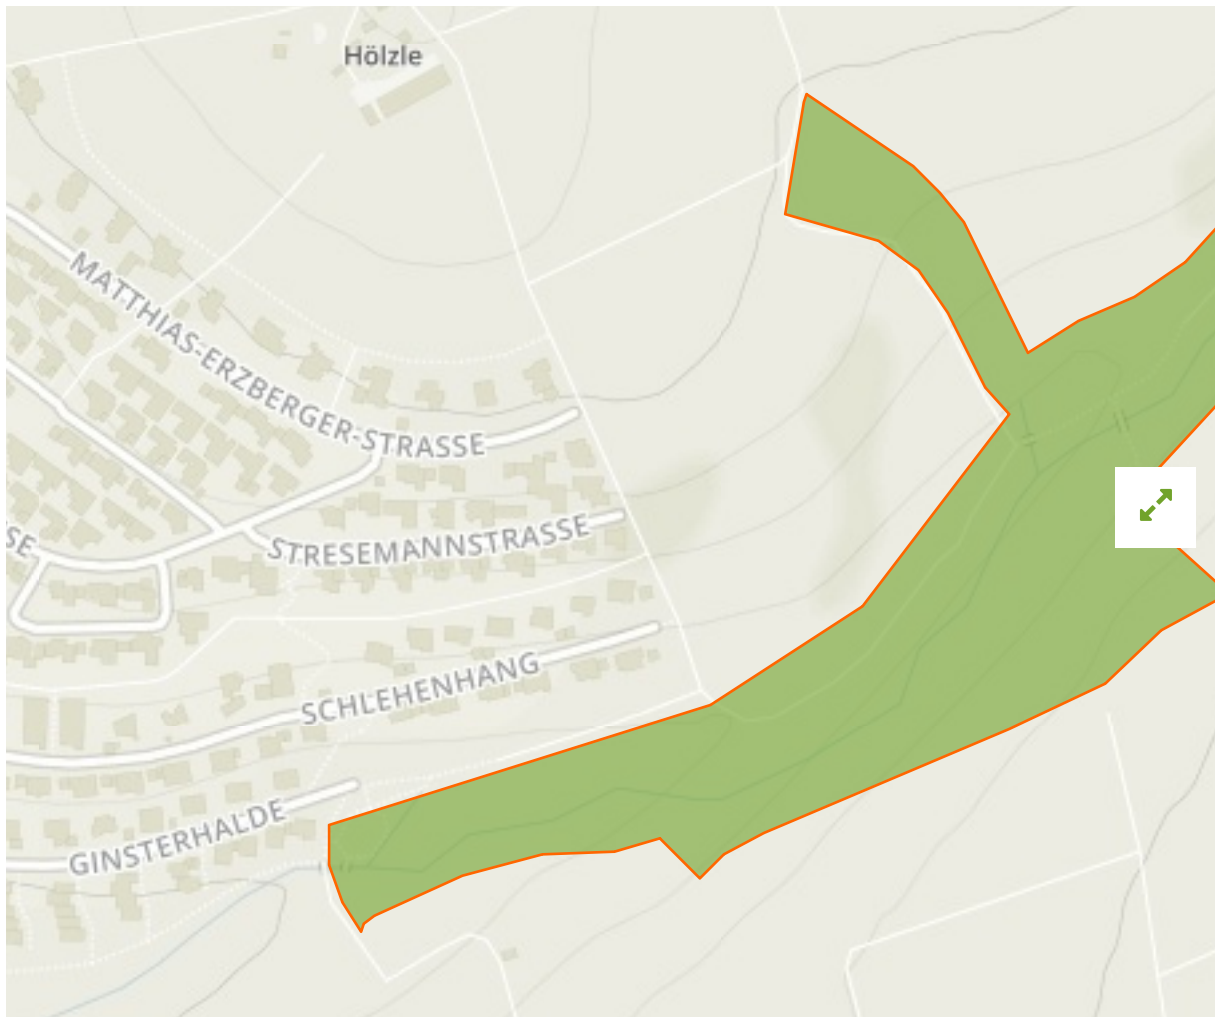 Hölzle
MATTHIAS-ERZBERGER-STRASSE
SE
STRESEMANNSTRASSE
SCHLEHENHANG
GINSTERHALDE